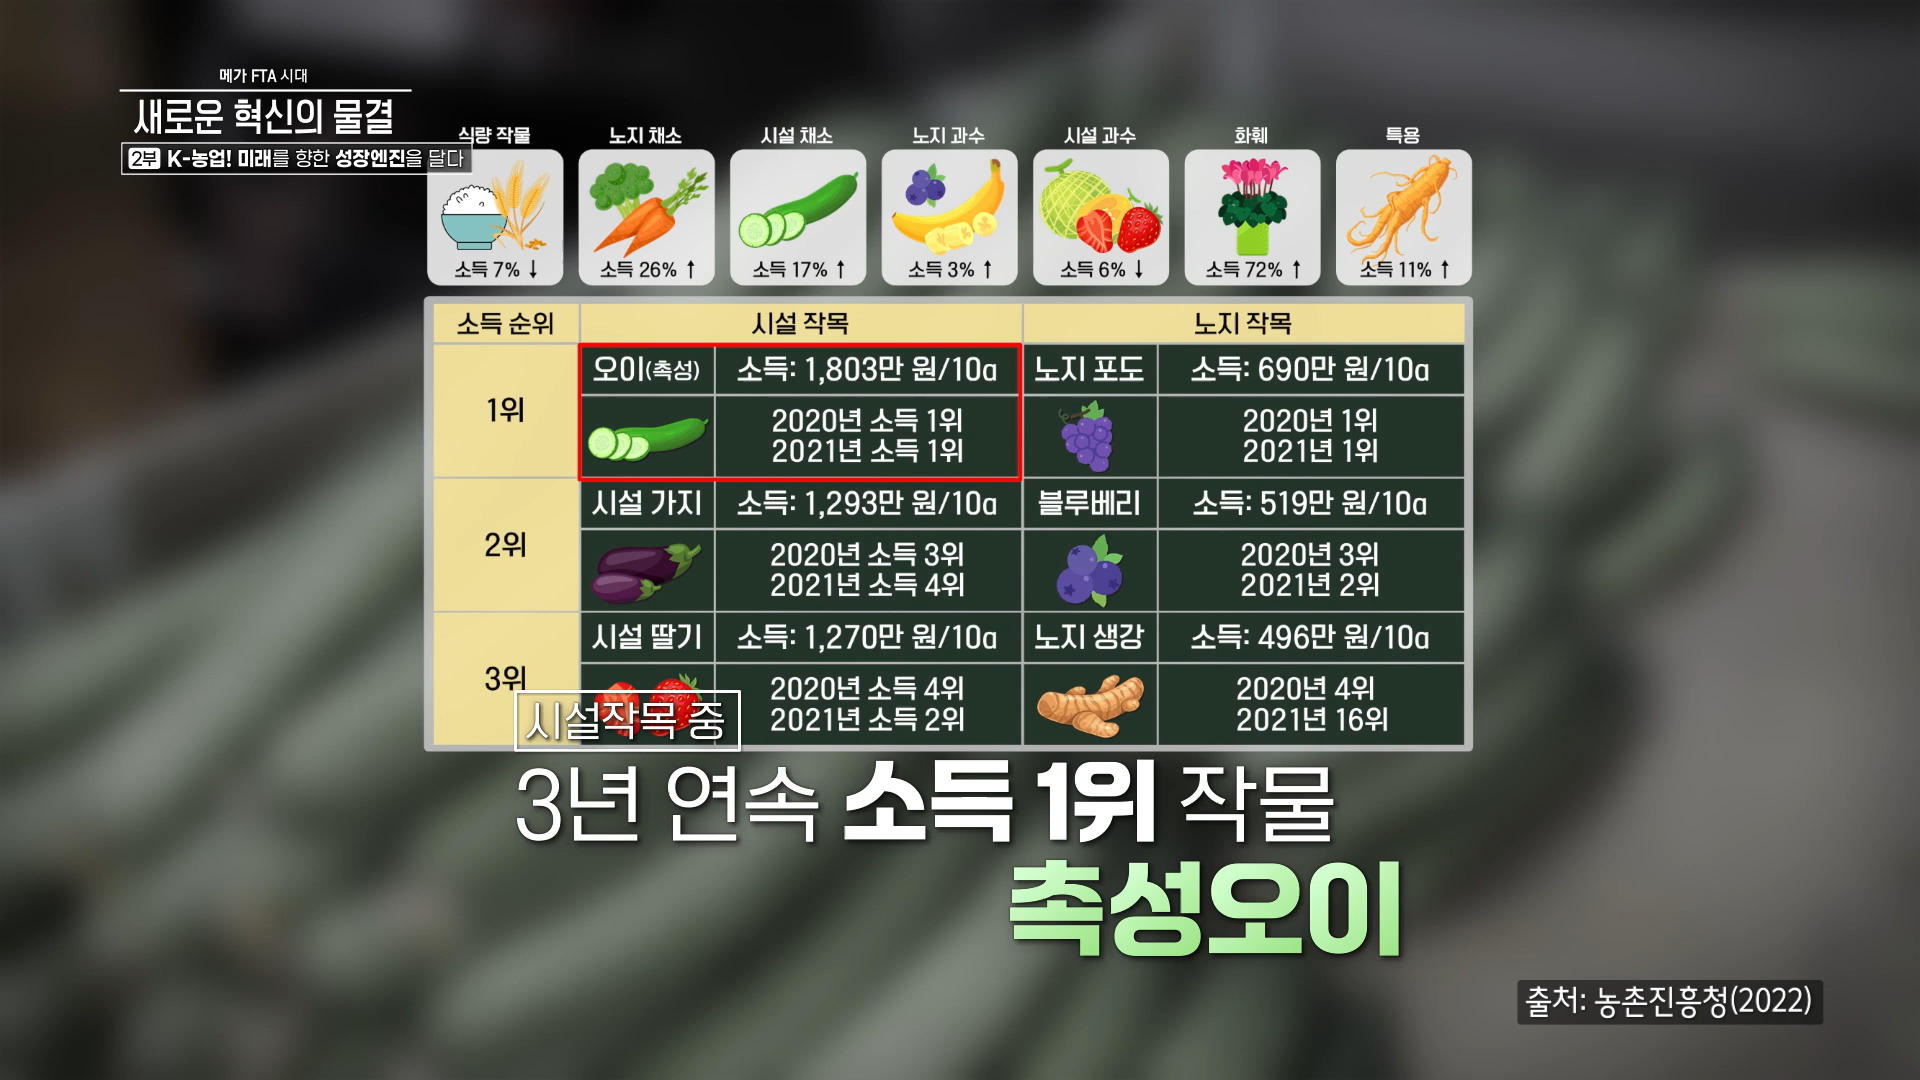 메가 FTA 시대
새로운 혁신의 물결
2부 K-농업! 미래를 향한 성장엔진을 달다
식량 작물 노지 채소 시설 채소 노지 과수 시설 과수 화훼 특용
소득 7% ↓ 소득 26% ↑ 소득 17% ↑ 소득 3% ↑ 소득 6% ↓ 소득 72% ↑ 소득 11% ↑
소득 순위 시설 작목 노지 작목
1위
오이(촉성) 소득: 1,803만 원/10a 노지 포도 소득: 690만 원/10a
2020년 소득 1위 2020년 1위
2021년 소득 1위 2021년 1위
2위
시설 가지 소득: 1,293만 원/10a 블루베리 소득: 519만 원/10a
2020년 소득 3위 2020년 3위
2021년 소득 4위 2021년 2위
3위
시설 딸기 소득: 1,270만 원/10a 노지 생강 소득: 496만 원/10a
2020년 소득 4위 2020년 4위
2021년 소득 2위 2021년 16위
시설작목 중
3년 연속 소득 1위 작물
촉성오이
출처: 농촌진흥청(2022)